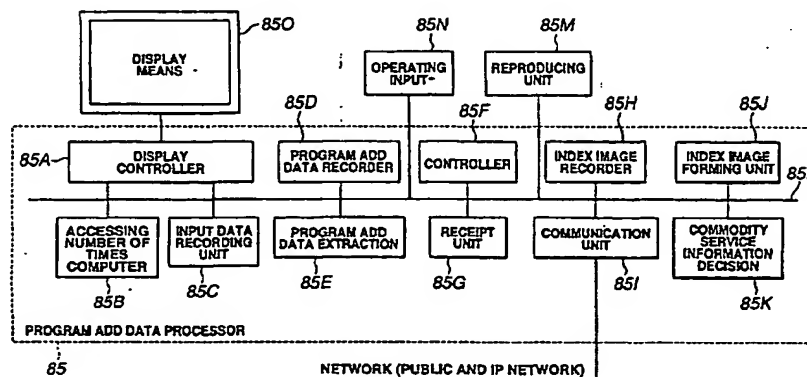 85O
DISPLAY
MEANS
85N
OPERATING
INPUT
85M
REPRODUCING
UNIT
85A
DISPLAY
CONTROLLER
85D
PROGRAM ADD
DATA RECORDER
85F
CONTROLLER
85H
INDEX IMAGE
RECORDER
85J
INDEX IMAGE
FORMING UNIT
ACCESSING
NUMBER OF
TIMES
COMPUTER
85B
INPUT DATA
RECORDING
UNIT
85C
PROGRAM ADD
DATA EXTRACTION
85E
RECEIPT
UNIT
85G
COMMUNICATION
UNIT
85I
COMMODITY
SERVICE
INFORMATION
DECISION
85K
PROGRAM ADD DATA PROCESSOR
85
NETWORK (PUBLIC AND IP NETWORK)